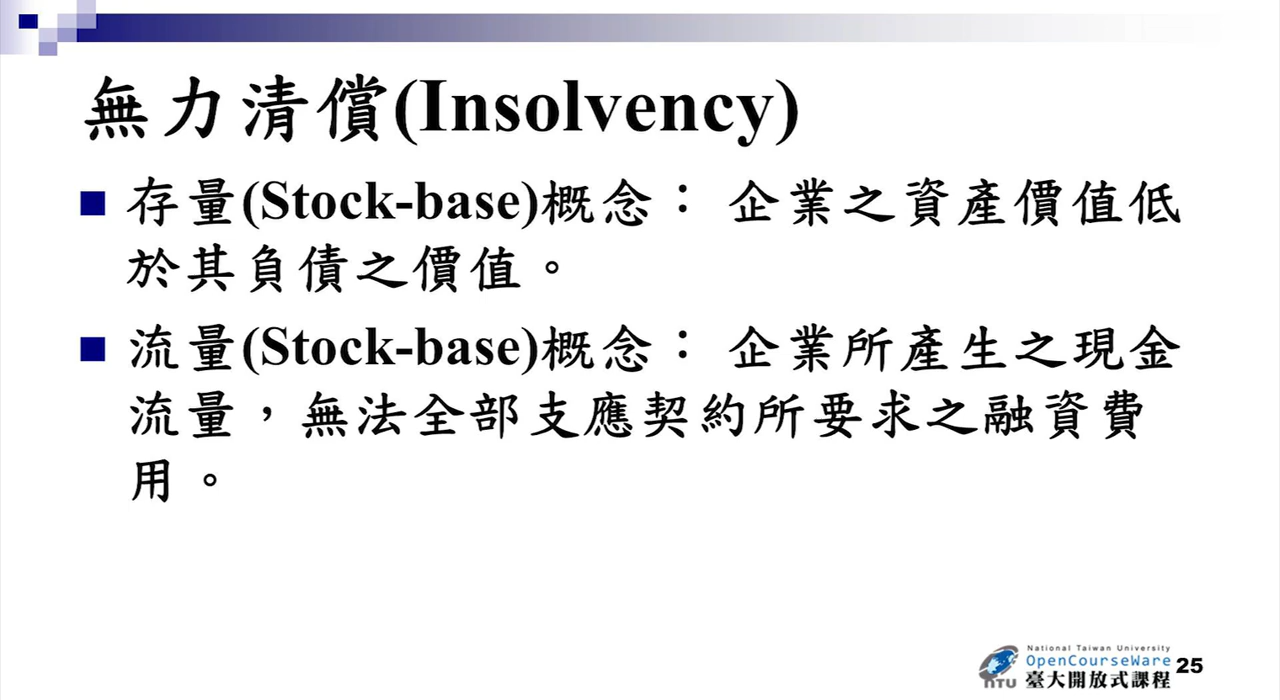 無力清償(Insolvency)
存量(Stock-base)概念： 企業之資產價值低
於其負債之價值。
流量(Stock-base)概念： 企業所產生之現金
流量，無法全部支應契約所要求之融資費
用。
National Taiwan University
OpenCourseWare
NTU 臺大開放式課程
25